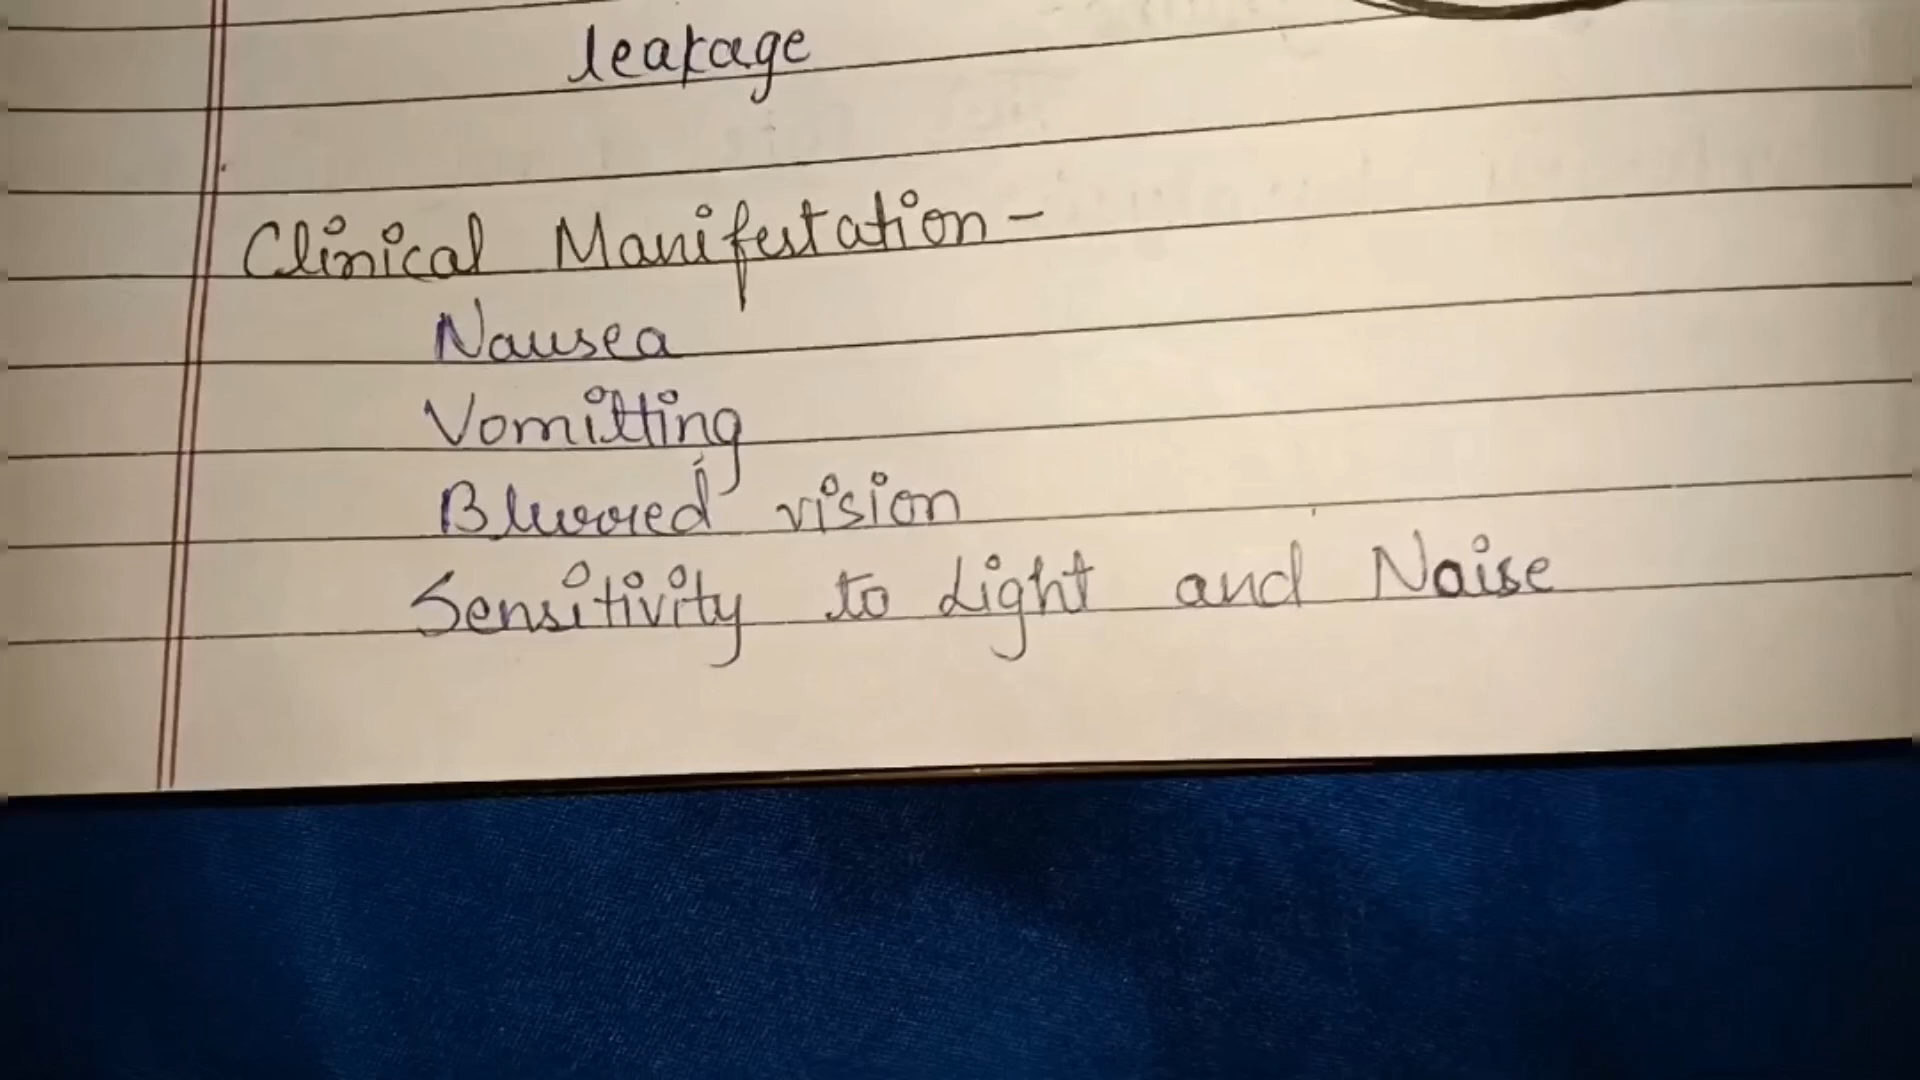 leakage
Clinical Manifestation -
Nausea
Vomitting
Blurred vision
Sensitivity to Light and Noise